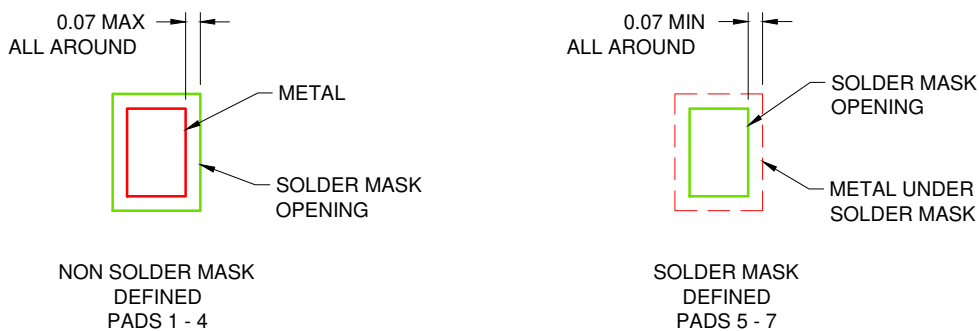 0.07 MAX
ALL AROUND
METAL
SOLDER MASK
OPENING
NON SOLDER MASK
DEFINED
PADS 1 - 4
0.07 MIN
ALL AROUND
SOLDER MASK
OPENING
METAL UNDER
SOLDER MASK
SOLDER MASK
DEFINED
PADS 5 - 7